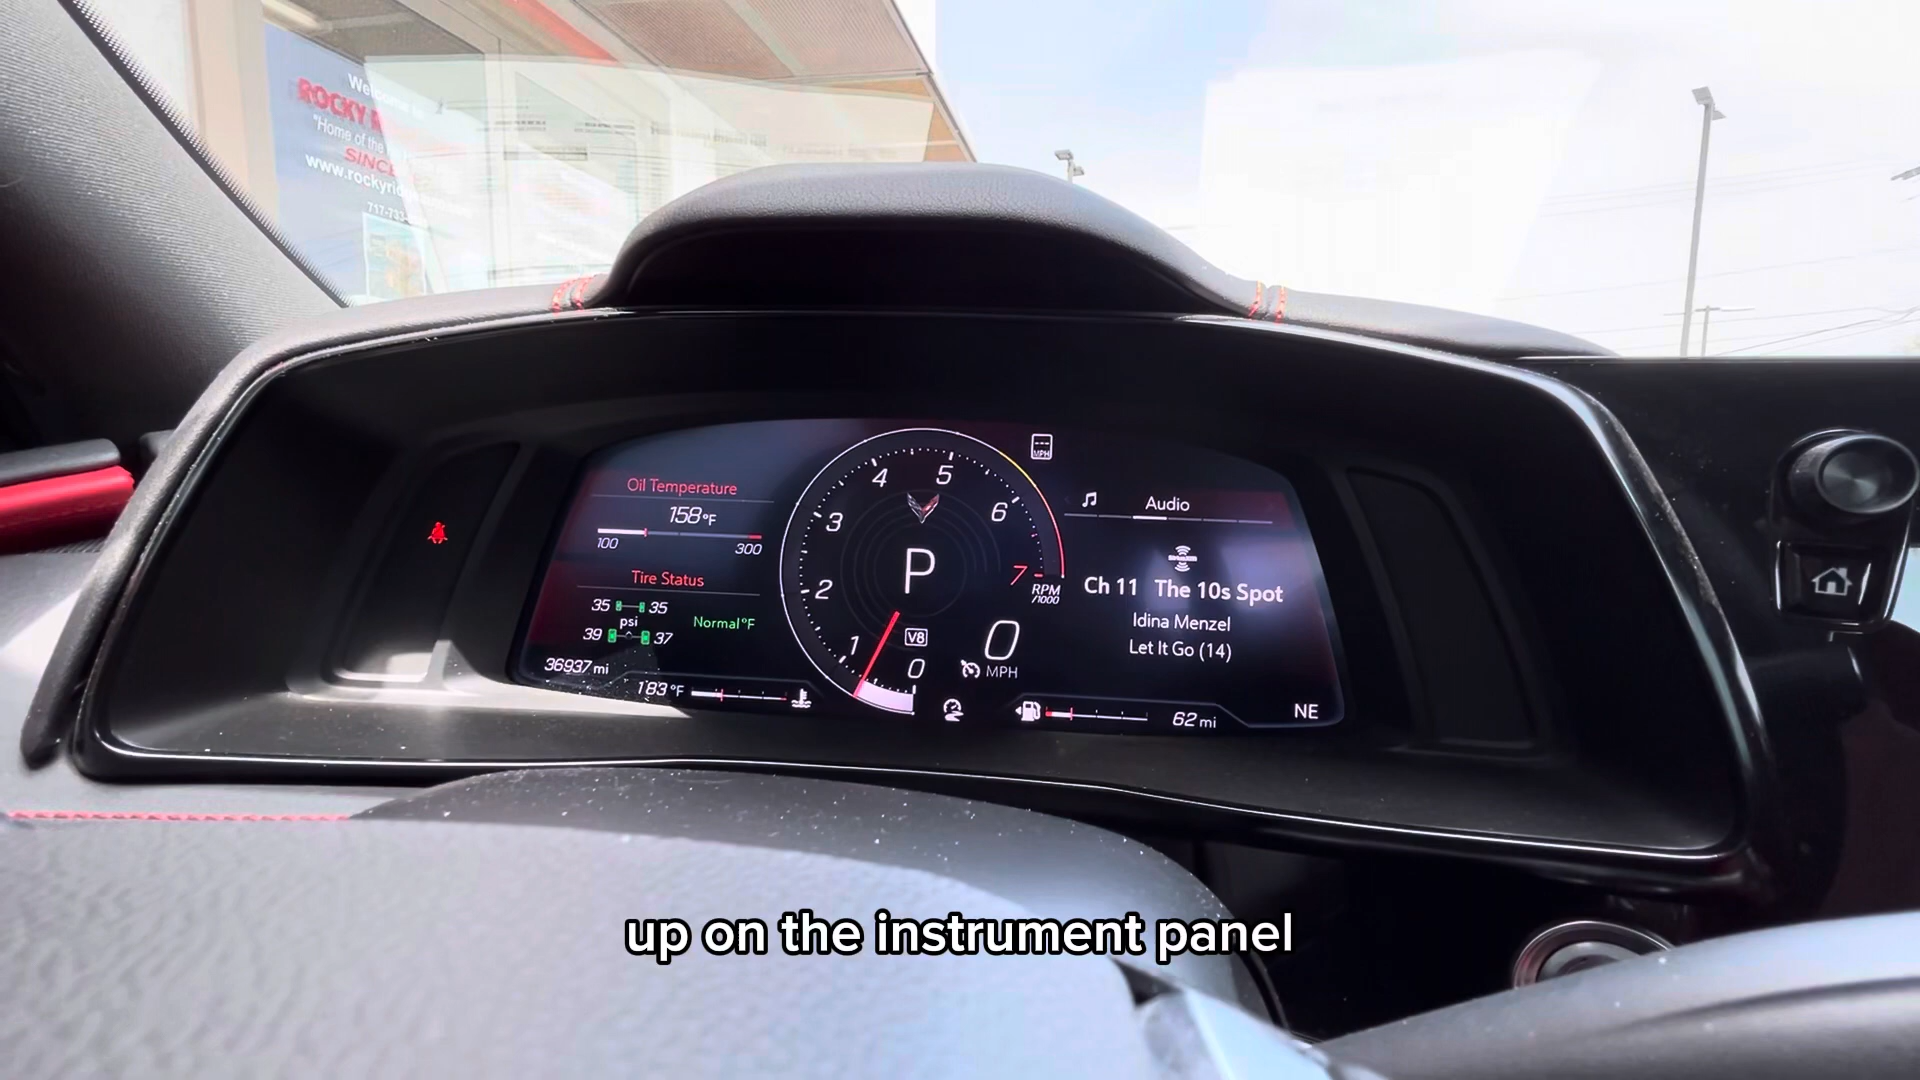 ROCKY
"Home of the
SINCE
MPH
Oil Temperature
158°F
100
300
Tire Status
35
35
psi
39
37
Normal°F
36937 mi
183 °F
0
1
2
3
4
5
6
7
RPM
/1000
P
V8
0
MPH
Audio
Ch 11 The 10s Spot
Idina Menzel
Let It Go (14)
62 mi
NE
up on the instrument panel